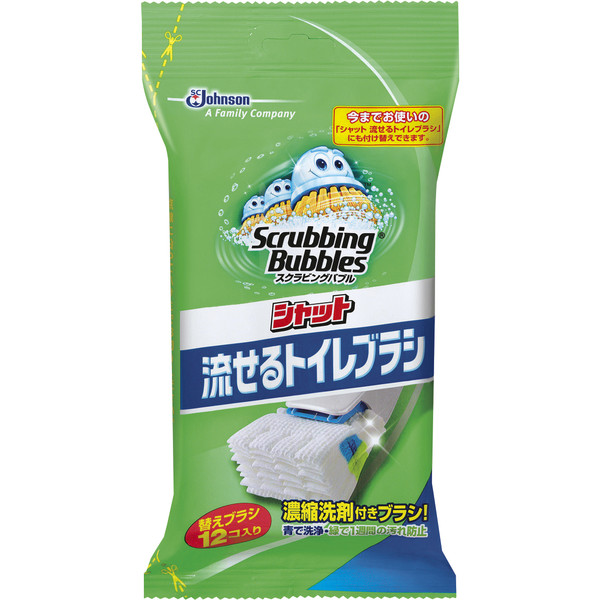 SC Johnson
A Family Company
今までお使いの
「シャット 流せるトイレブラシ」
にも付け替えできます。
Scrubbing
Bubbles®
スクラビングバブル
シャット
流せるトイレブラシ
替えブラシ
12コ入り
濃縮洗剤付きブラシ!
青で洗浄・緑で1週間の汚れ防止